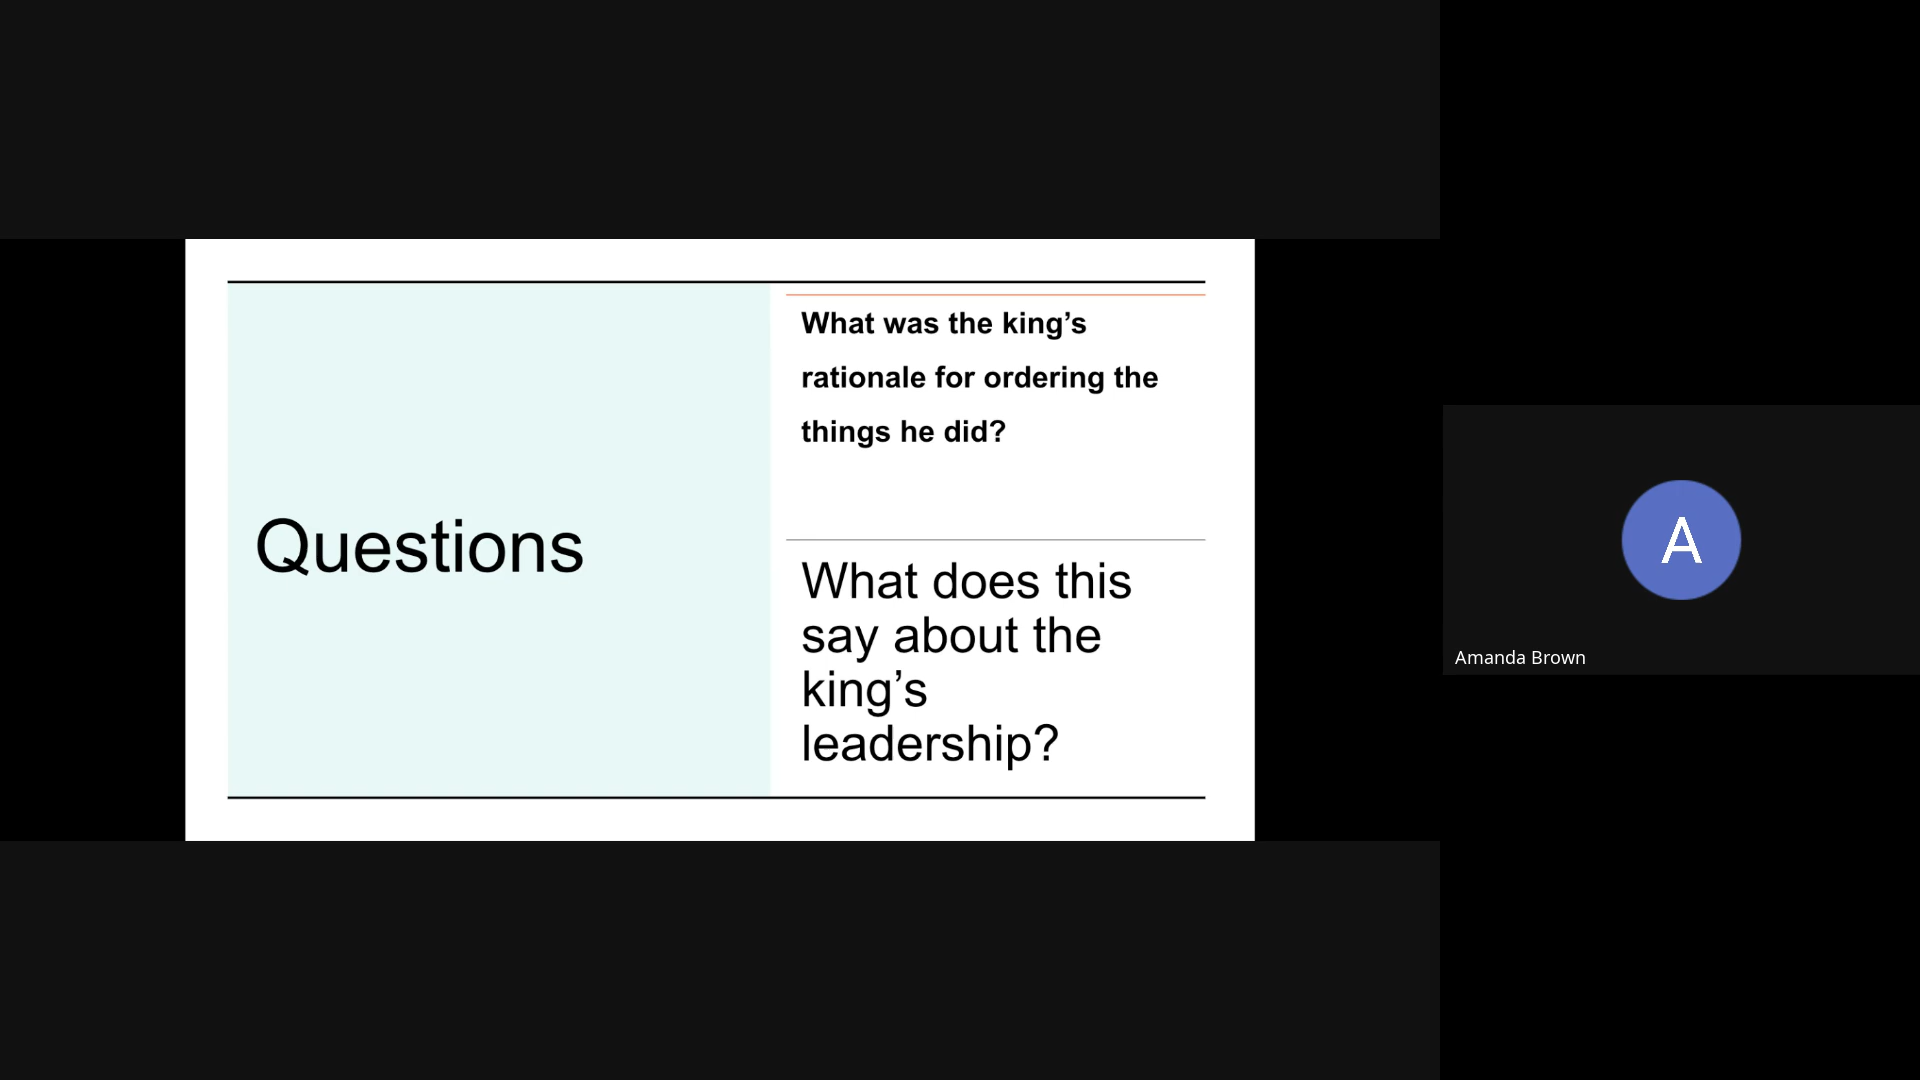 Questions
What was the king’s
rationale for ordering the
things he did?
What does this
say about the
king’s
leadership?
A
Amanda Brown